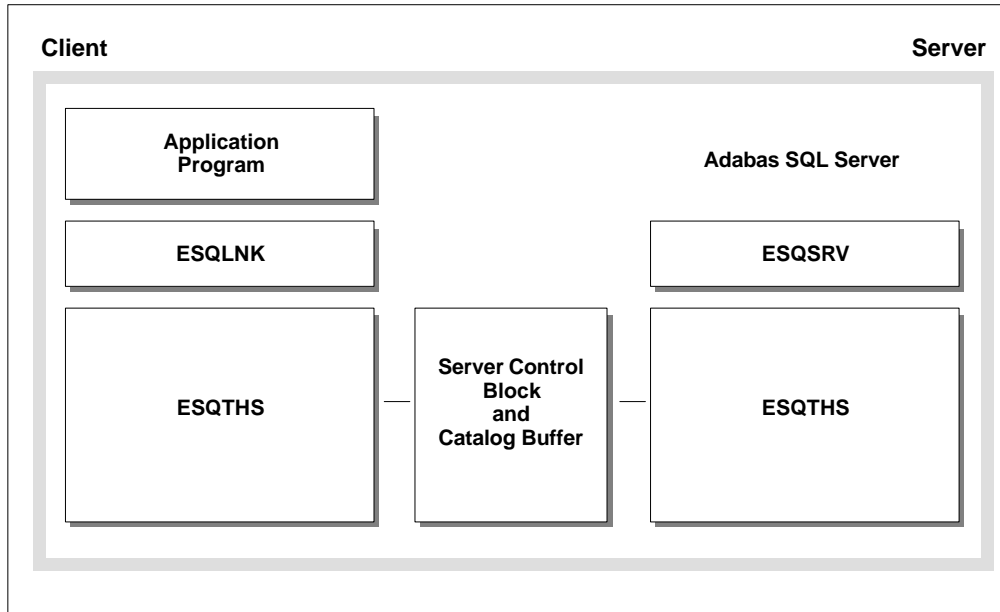 Client
Server
Application
Program
Adabas SQL Server
ESQLNK
ESQSRV
ESQTHS
Server Control
Block
and
Catalog Buffer
ESQTHS